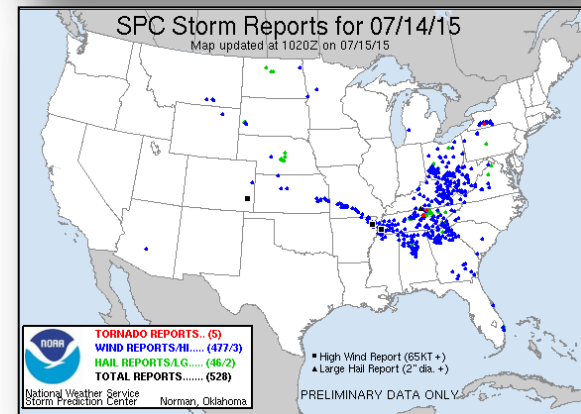 SPC Storm Reports for 07/14/15
Map updated at 1020Z on 07/15/15
NOAA
TORNADO REPORTS.. (5)
WIND REPORTS/HI..... (477/3)
HAIL REPORTS/LG..... (46/2)
TOTAL REPORTS....... (528)
National Weather Service
Storm Prediction Center Norman, Oklahoma
High Wind Report (65KT +)
Large Hail Report (2" dia. +)
PRELIMINARY DATA ONLY